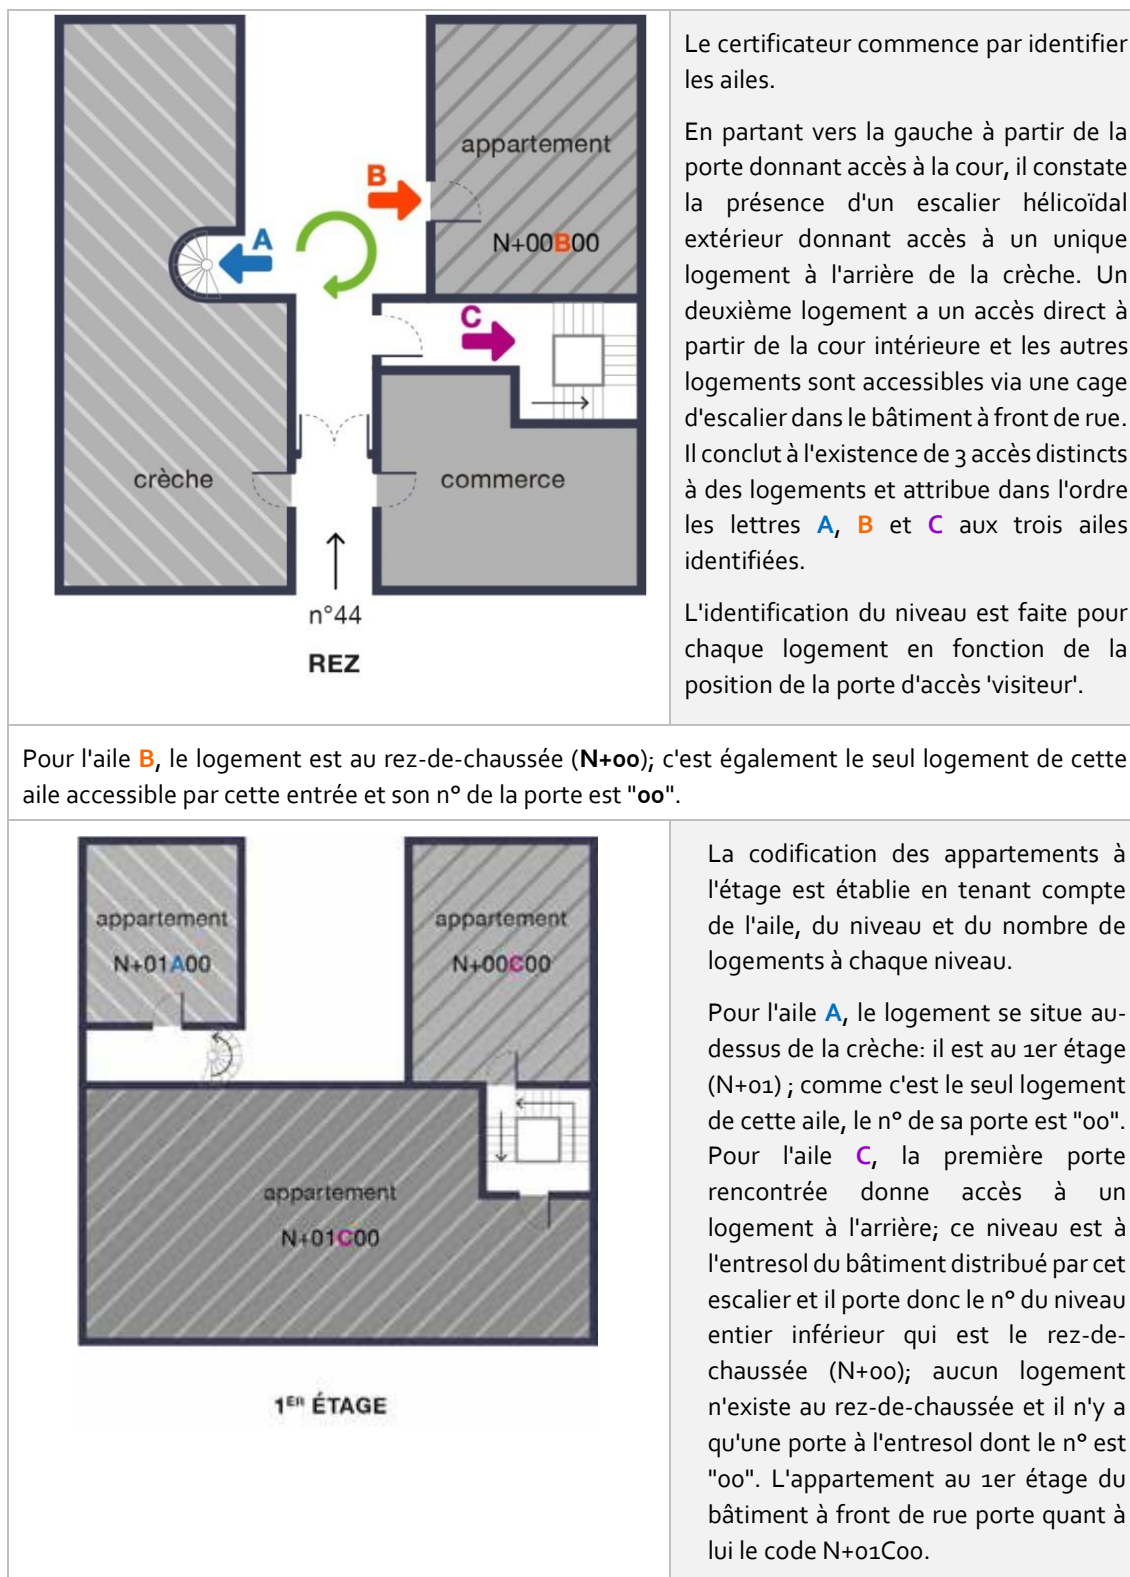 appartement
B
N+00B00
A
C
crèche
commerce
n°44
REZ
Le certificateur commence par identifier
les ailes.
En partant vers la gauche à partir de la
porte donnant accès à la cour, il constate
la présence d'un escalier hélicoïdal
extérieur donnant accès à un unique
logement à l'arrière de la crèche. Un
deuxième logement a un accès direct à
partir de la cour intérieure et les autres
logements sont accessibles via une cage
d'escalier dans le bâtiment à front de rue.
Il conclut à l'existence de 3 accès distincts
à des logements et attribue dans l'ordre
les lettres A, B et C aux trois ailes
identifiées.
L'identification du niveau est faite pour
chaque logement en fonction de la
position de la porte d'accès 'visiteur'.
Pour l'aile B, le logement est au rez-de-chaussée (N+00); c'est également le seul logement de cette
aile accessible par cette entrée et son n° de la porte est "00".
appartement
N+01A00
appartement
N+00C00
appartement
N+01C00
1ER ÉTAGE
La codification des appartements à
l'étage est établie en tenant compte
de l'aile, du niveau et du nombre de
logements à chaque niveau.
Pour l'aile A, le logement se situe au-
dessus de la crèche: il est au 1er étage
(N+01) ; comme c'est le seul logement
de cette aile, le n° de sa porte est "00".
Pour l'aile C, la première porte
rencontrée donne accès à un
logement à l'arrière; ce niveau est à
l'entresol du bâtiment distribué par cet
escalier et il porte donc le n° du niveau
entier inférieur qui est le rez-de-
chaussée (N+00); aucun logement
n'existe au rez-de-chaussée et il n'y a
qu'une porte à l'entresol dont le n° est
"00". L'appartement au 1er étage du
bâtiment à front de rue porte quant à
lui le code N+01C00.